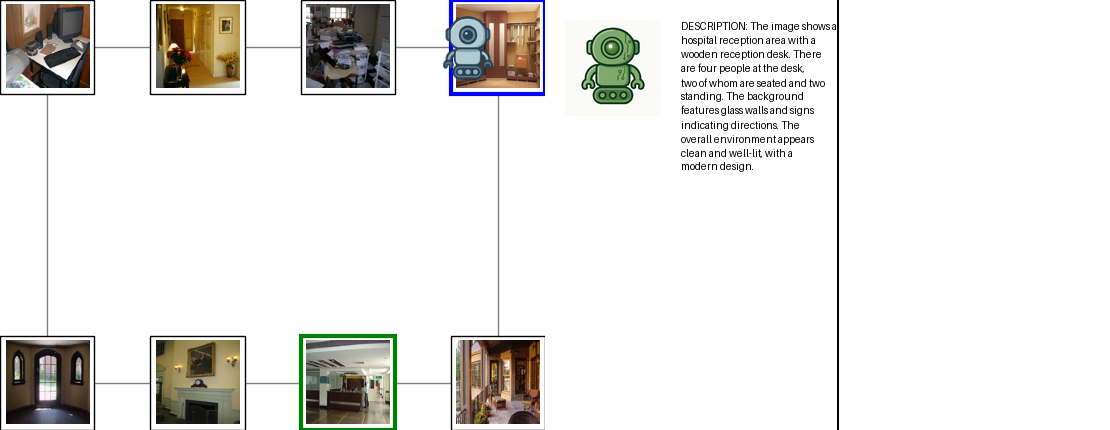 DESCRIPTION: The image shows a
hospital reception area with a
wooden reception desk. There
are four people at the desk,
two of whom are seated and two
standing. The background
features glass walls and signs
indicating directions. The
overall environment appears
clean and well-lit, with a
modern design.